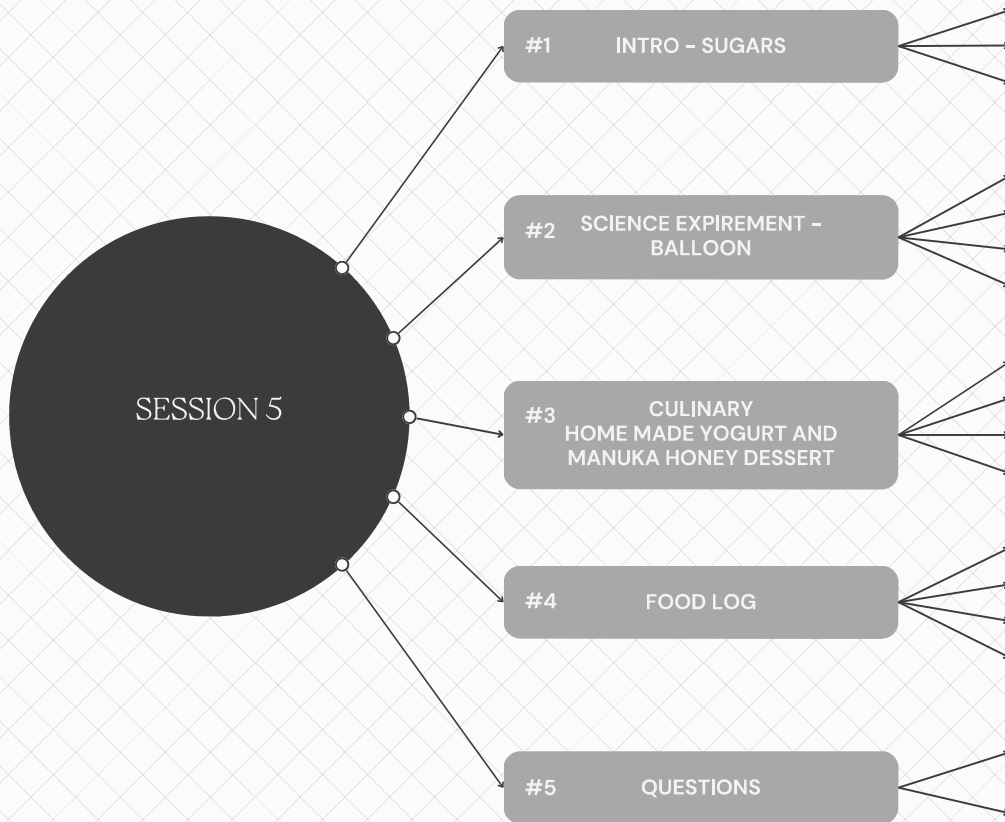 SESSION 5
#1 INTRO - SUGARS
#2 SCIENCE EXPIREMENT -
BALLOON
#3 CULINARY
HOME MADE YOGURT AND
MANUKA HONEY DESSERT
#4 FOOD LOG
#5 QUESTIONS